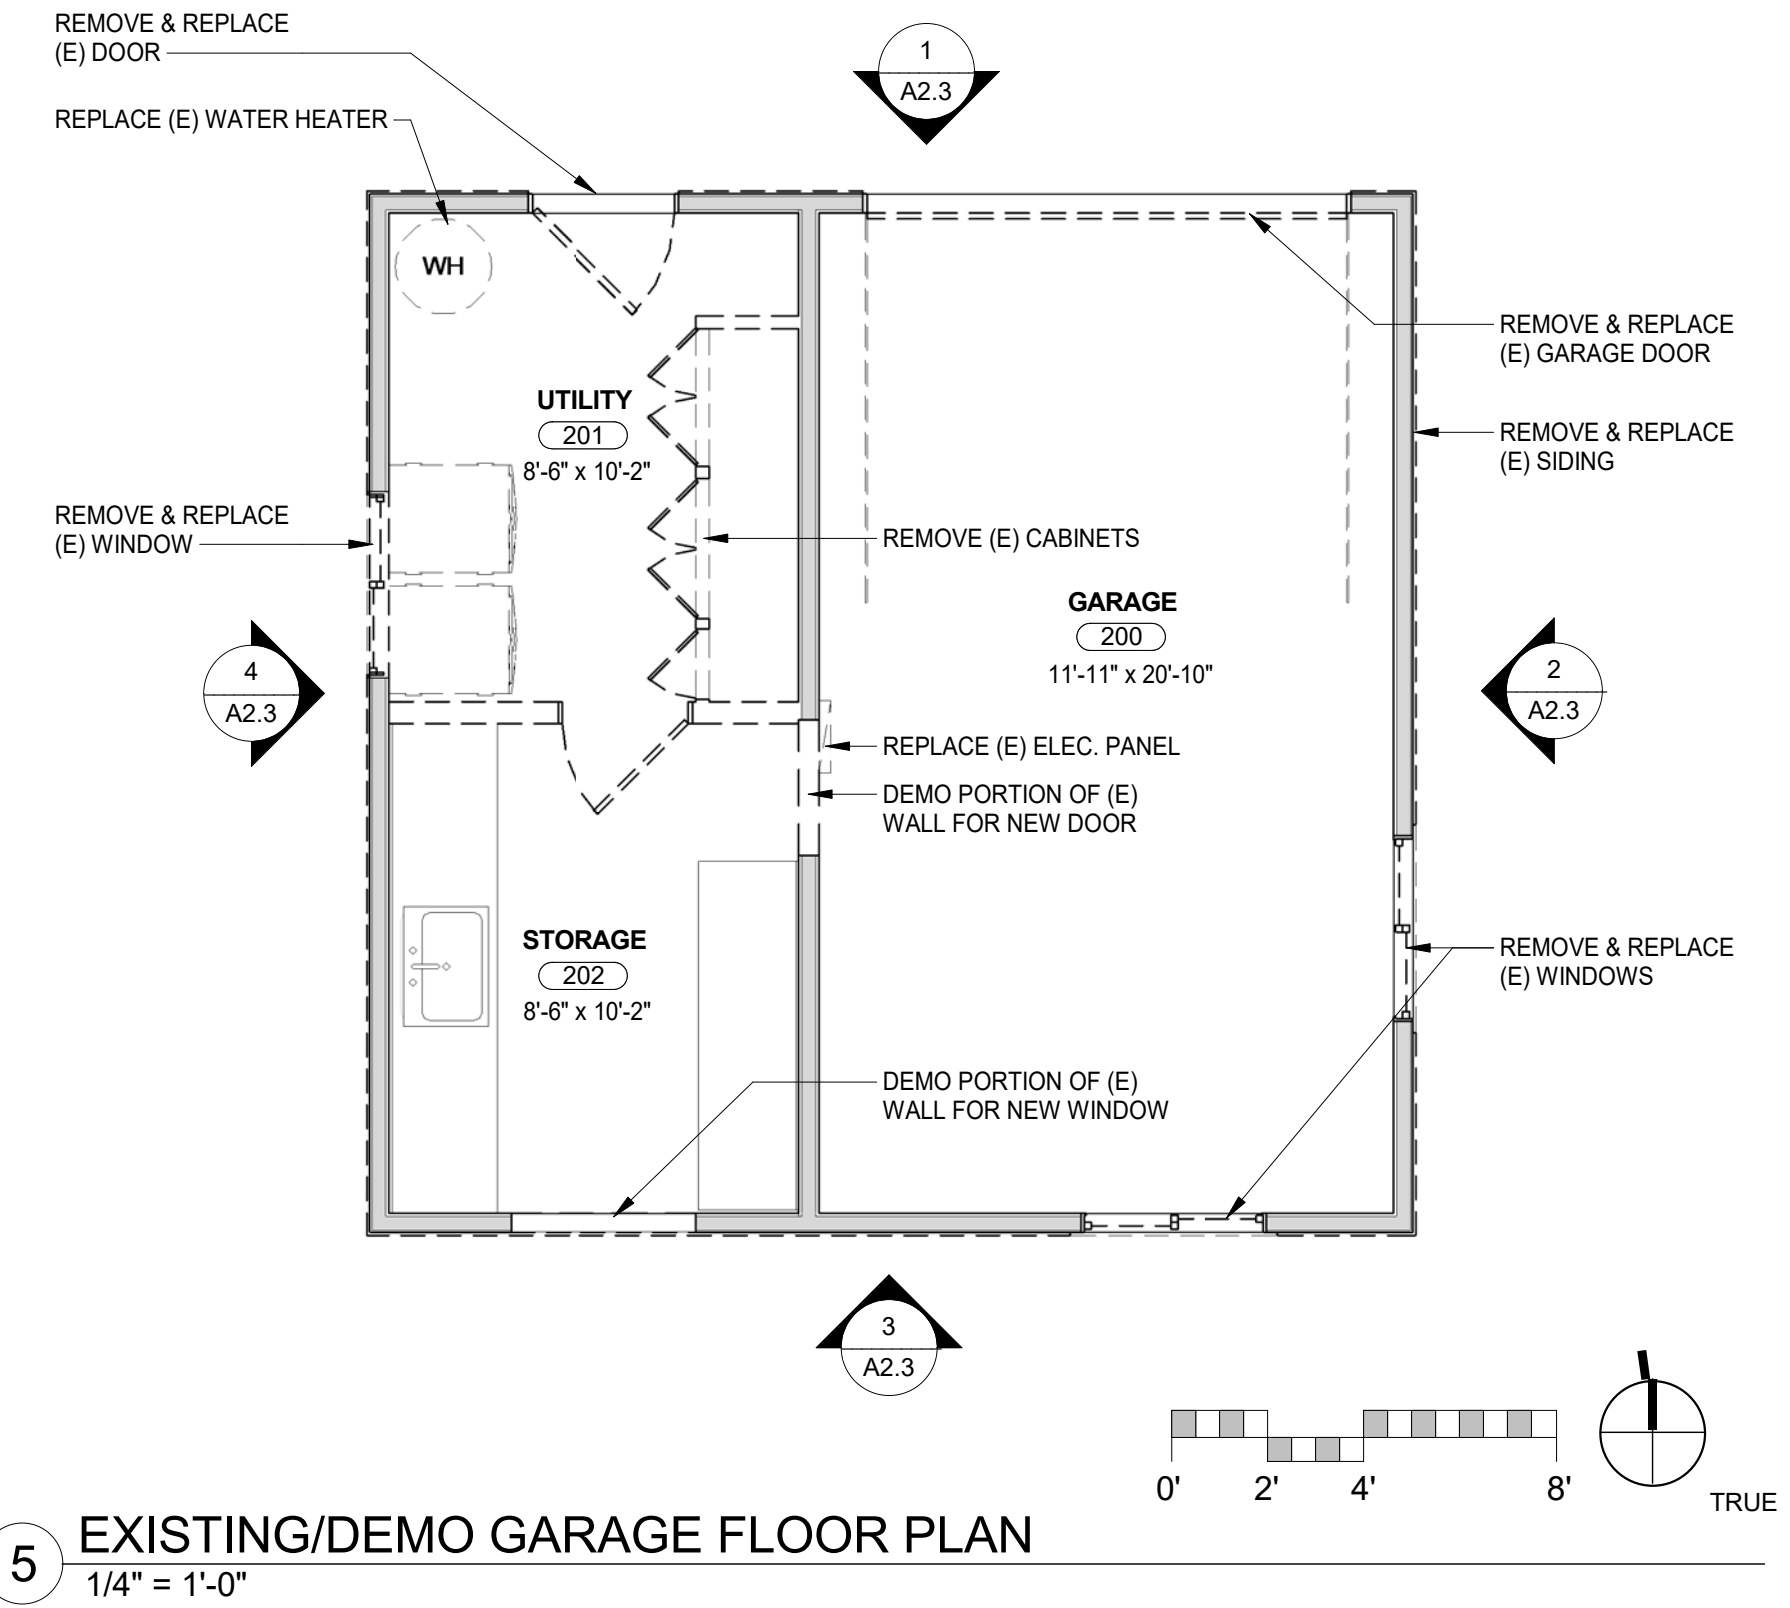 REMOVE & REPLACE
(E) DOOR
REPLACE (E) WATER HEATER
1
A2.3
WH
REMOVE & REPLACE
(E) GARAGE DOOR
UTILITY
201
8'-6" x 10'-2"
REMOVE & REPLACE
(E) SIDING
REMOVE & REPLACE
(E) WINDOW
REMOVE (E) CABINETS
GARAGE
200
11'-11" x 20'-10"
4
A2.3
2
A2.3
REPLACE (E) ELEC. PANEL
DEMO PORTION OF (E)
WALL FOR NEW DOOR
STORAGE
202
8'-6" x 10'-2"
REMOVE & REPLACE
(E) WINDOWS
DEMO PORTION OF (E)
WALL FOR NEW WINDOW
3
A2.3
0' 2' 4' 8'
TRUE
5
EXISTING/DEMO GARAGE FLOOR PLAN
1/4" = 1'-0"